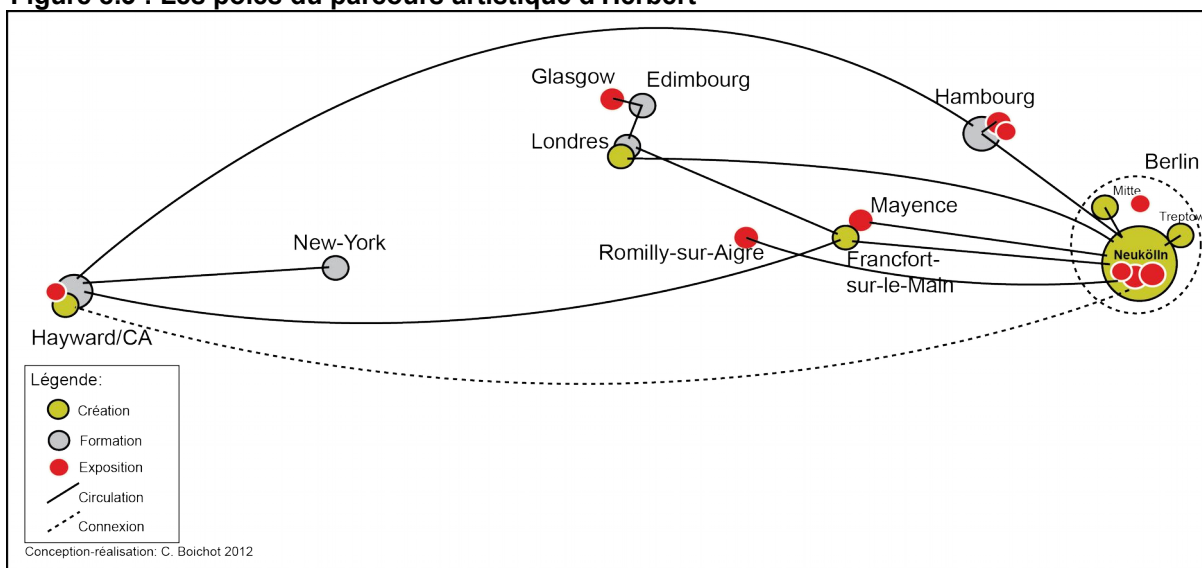 Glasgow
Edimbourg
Hambourg
Londres
Berlin
Mitte
Treptow
Mayence
New-York
Romilly-sur-Aigre
Neukölln
Francfort-
sur-le-Main
Hayward/CA
Légende:
Création
Formation
Exposition
Circulation
Connexion
Conception-réalisation: C. Boichot 2012